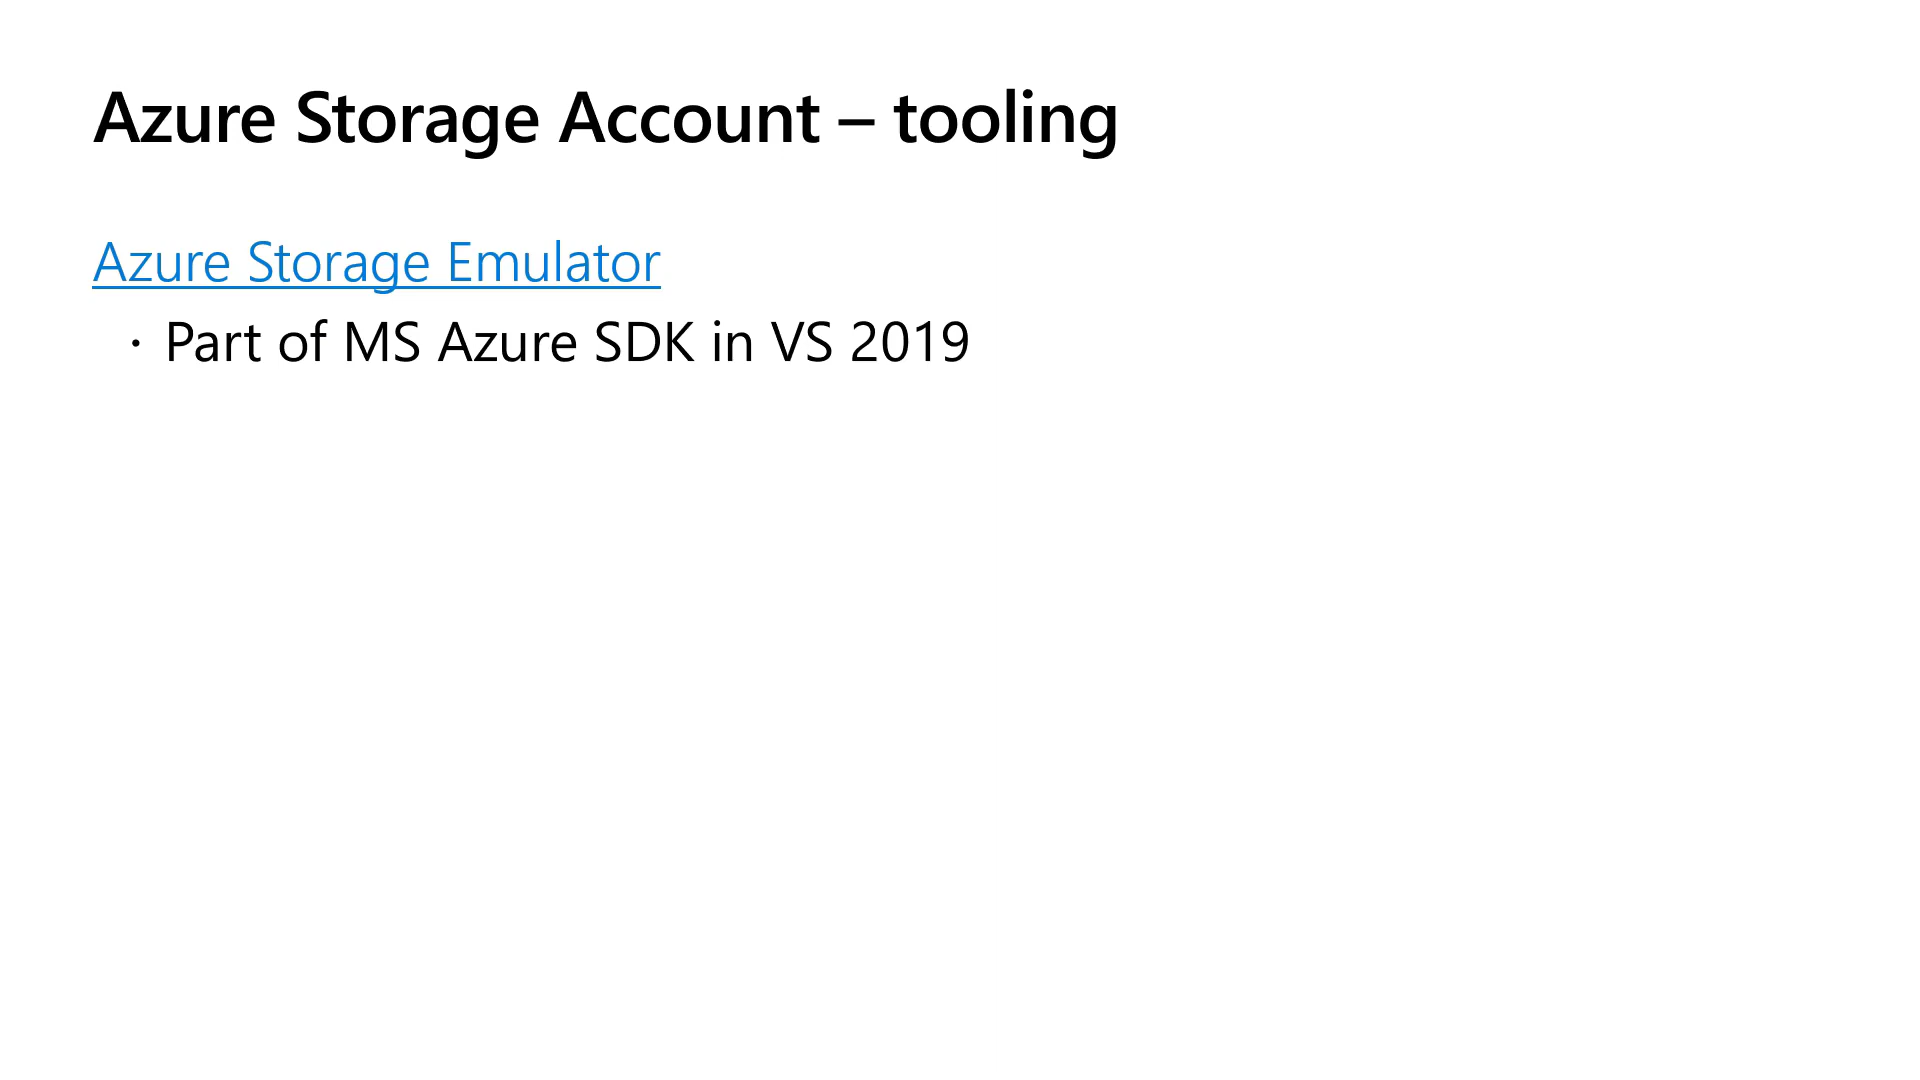 Azure Storage Account – tooling
Azure Storage Emulator
· Part of MS Azure SDK in VS 2019